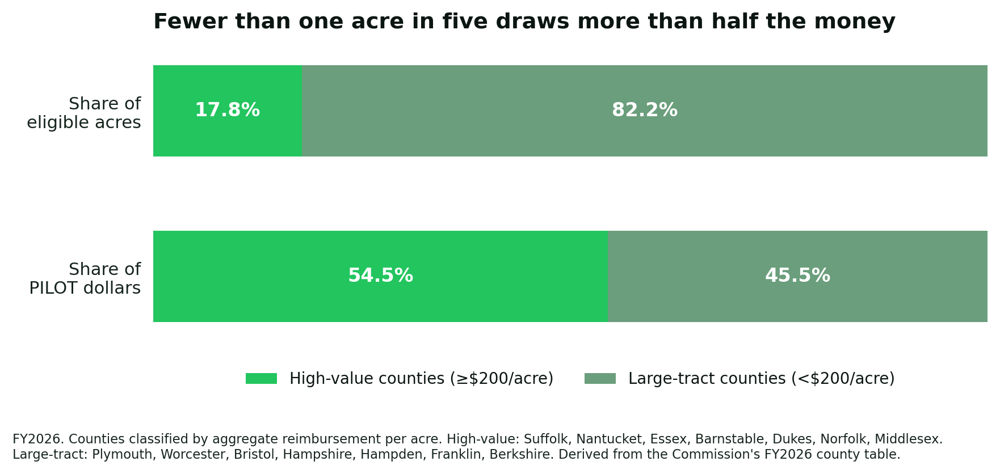 Fewer than one acre in five draws more than half the money
Share of
eligible acres
17.8%
82.2%
Share of
PILOT dollars
54.5%
45.5%
High-value counties (≥$200/acre)
Large-tract counties (<$200/acre)
FY2026. Counties classified by aggregate reimbursement per acre. High-value: Suffolk, Nantucket, Essex, Barnstable, Dukes, Norfolk, Middlesex.
Large-tract: Plymouth, Worcester, Bristol, Hampshire, Hampden, Franklin, Berkshire. Derived from the Commission's FY2026 county table.